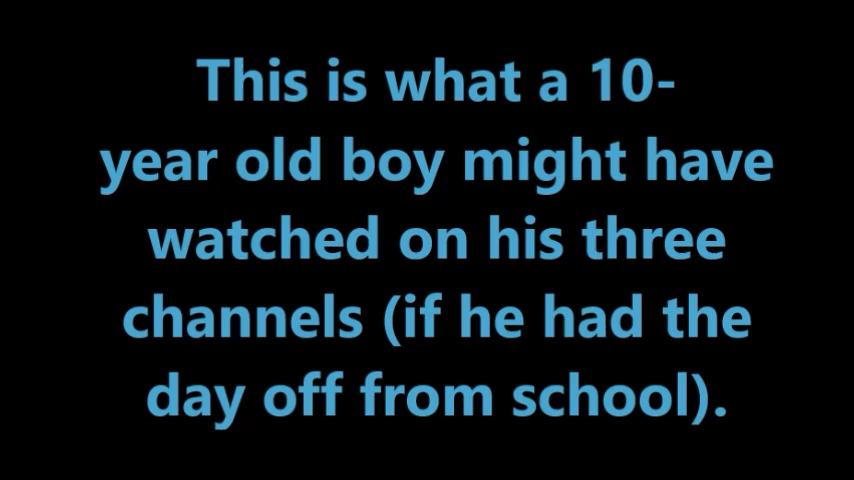 This is what a 10-
year old boy might have
watched on his three
channels (if he had the
day off from school).